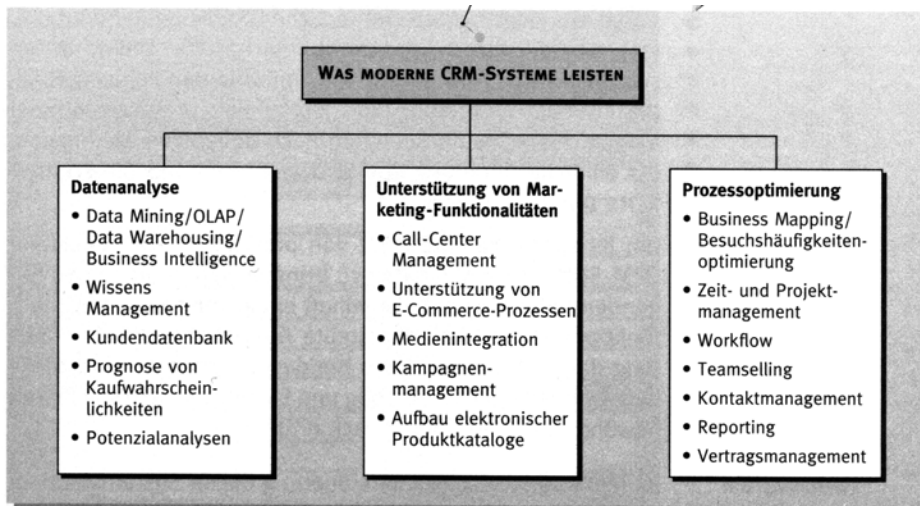 WAS MODERNE CRM-SYSTEME LEISTEN
Datenanalyse
• Data Mining/OLAP/
Data Warehousing/
Business Intelligence
• Wissens
Management
• Kundendatenbank
• Prognose von
Kaufwahrschein-
lichkeiten
• Potenzialanalysen
Unterstützung von Mar-
keting-Funktionalitäten
• Call-Center
Management
• Unterstützung von
E-Commerce-Prozessen
• Medienintegration
• Kampagnen-
management
• Aufbau elektronischer
Produktkataloge
Prozessoptimierung
• Business Mapping/
Besuchshäufigkeiten-
optimierung
• Zeit- und Projekt-
management
• Workflow
• Teamselling
• Kontaktmanagement
• Reporting
• Vertragsmanagement